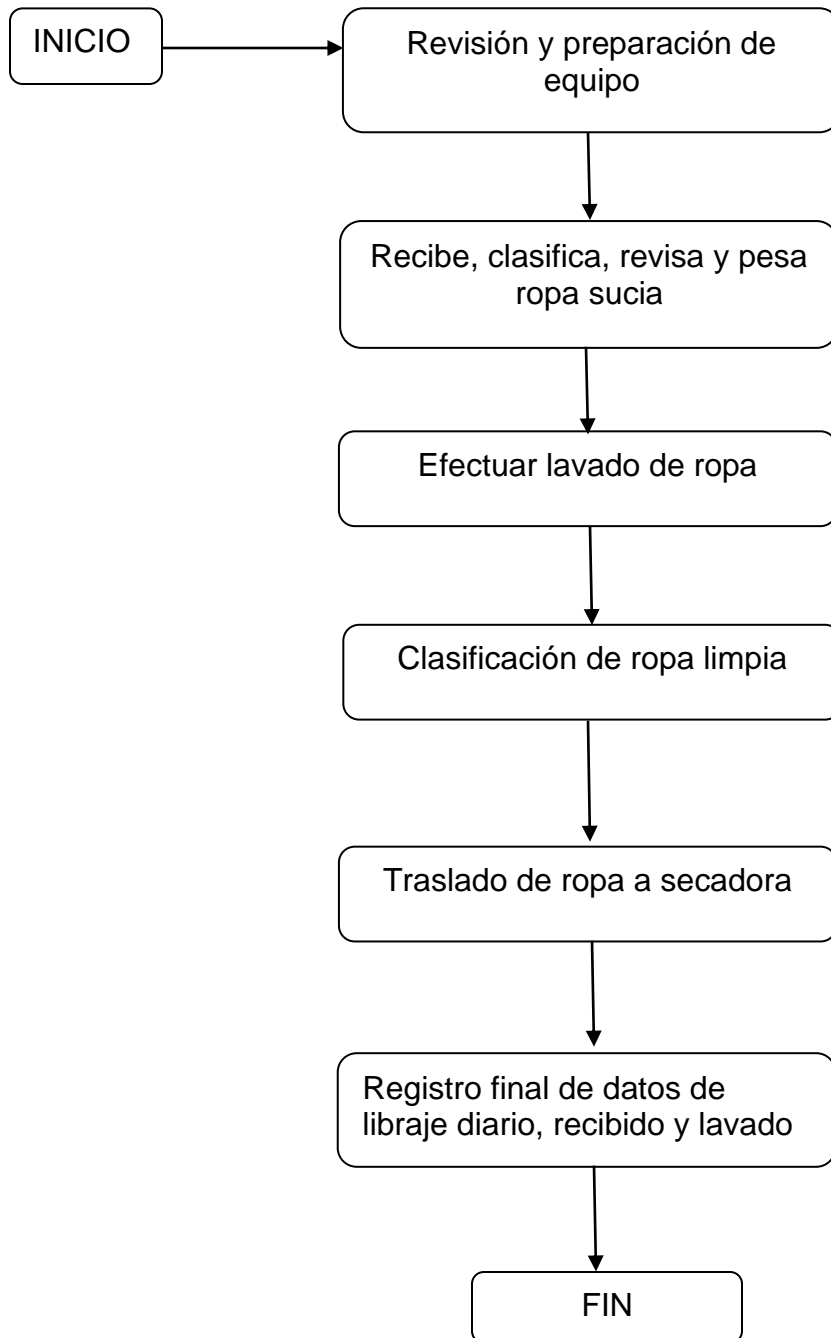 INICIO
Revisión y preparación de
equipo
Recibe, clasifica, revisa y pesa
ropa sucia
Efectuar lavado de ropa
Clasificación de ropa limpia
Traslado de ropa a secadora
Registro final de datos de
libraje diario, recibido y lavado
FIN